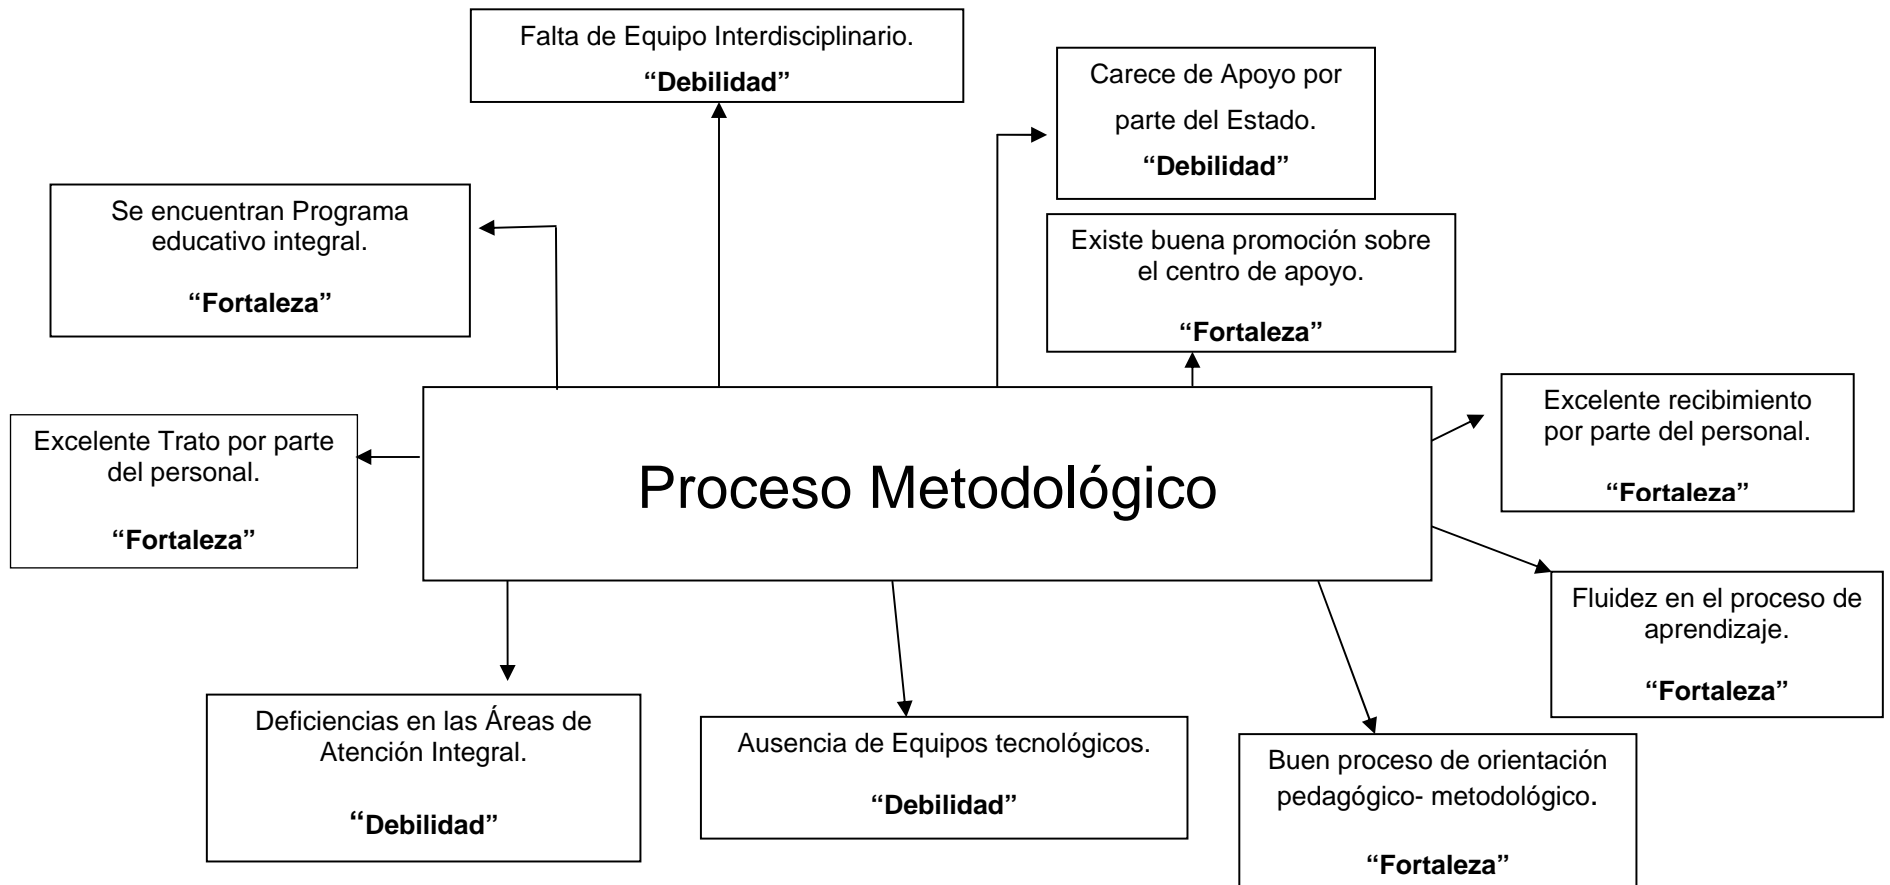 Falta de Equipo Interdisciplinario.
“Debilidad”
Carece de Apoyo por
parte del Estado.
“Debilidad”
Se encuentran Programa
educativo integral.
“Fortaleza”
Existe buena promoción sobre
el centro de apoyo.
“Fortaleza”
Excelente Trato por parte
del personal.
“Fortaleza”
Proceso Metodológico
Excelente recibimiento
por parte del personal.
“Fortaleza”
Fluidez en el proceso de
aprendizaje.
“Fortaleza”
Deficiencias en las Áreas de
Atención Integral.
“Debilidad”
Ausencia de Equipos tecnológicos.
“Debilidad”
Buen proceso de orientación
pedagógico- metodológico.
“Fortaleza”